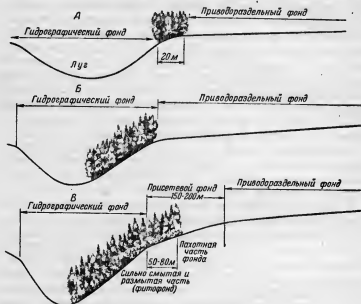 А
Приводораздельный фонд
Гидрографический фонд
Луг
20м
Б
Гидрографический фонд
Приводораздельный фонд
В
Присетевой фонд
150-200м
Приводораздельный фонд
Гидрографический фонд
50-80м
Пахотная
часть
фонда
Сильно смытая и
размытая часть
(фитофонд)